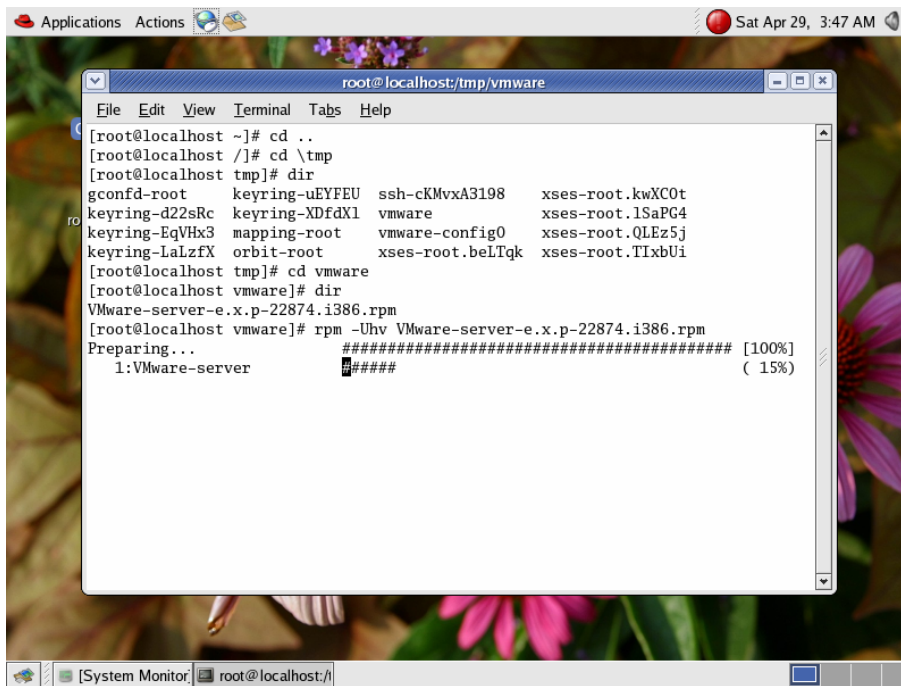 Applications Actions Sat Apr 29, 3:47 AM
root@localhost:/tmp/vmware
File Edit View Terminal Tabs Help
[root@localhost ~]# cd ..
[root@localhost /]# cd \tmp
[root@localhost tmp]# dir
gconfd-root keyring-uEYFEU ssh-cKMvxA3198 xses-root.kwXCOt
keyring-d22sRc keyring-XDfdXl vmware xses-root.lSaPG4
keyring-EqVHx3 mapping-root vmware-config0 xses-root.QLEz5j
keyring-LaLzfX orbit-root xses-root.beLTqk xses-root.TIxbUi
[root@localhost tmp]# cd vmware
[root@localhost vmware]# dir
VMware-server-e.x.p-22874.i386.rpm
[root@localhost vmware]# rpm -Uhv VMware-server-e.x.p-22874.i386.rpm
Preparing... ########################################### [100%]
1:VMware-server ###### ( 15%)
[System Monitor] root@localhost:/t